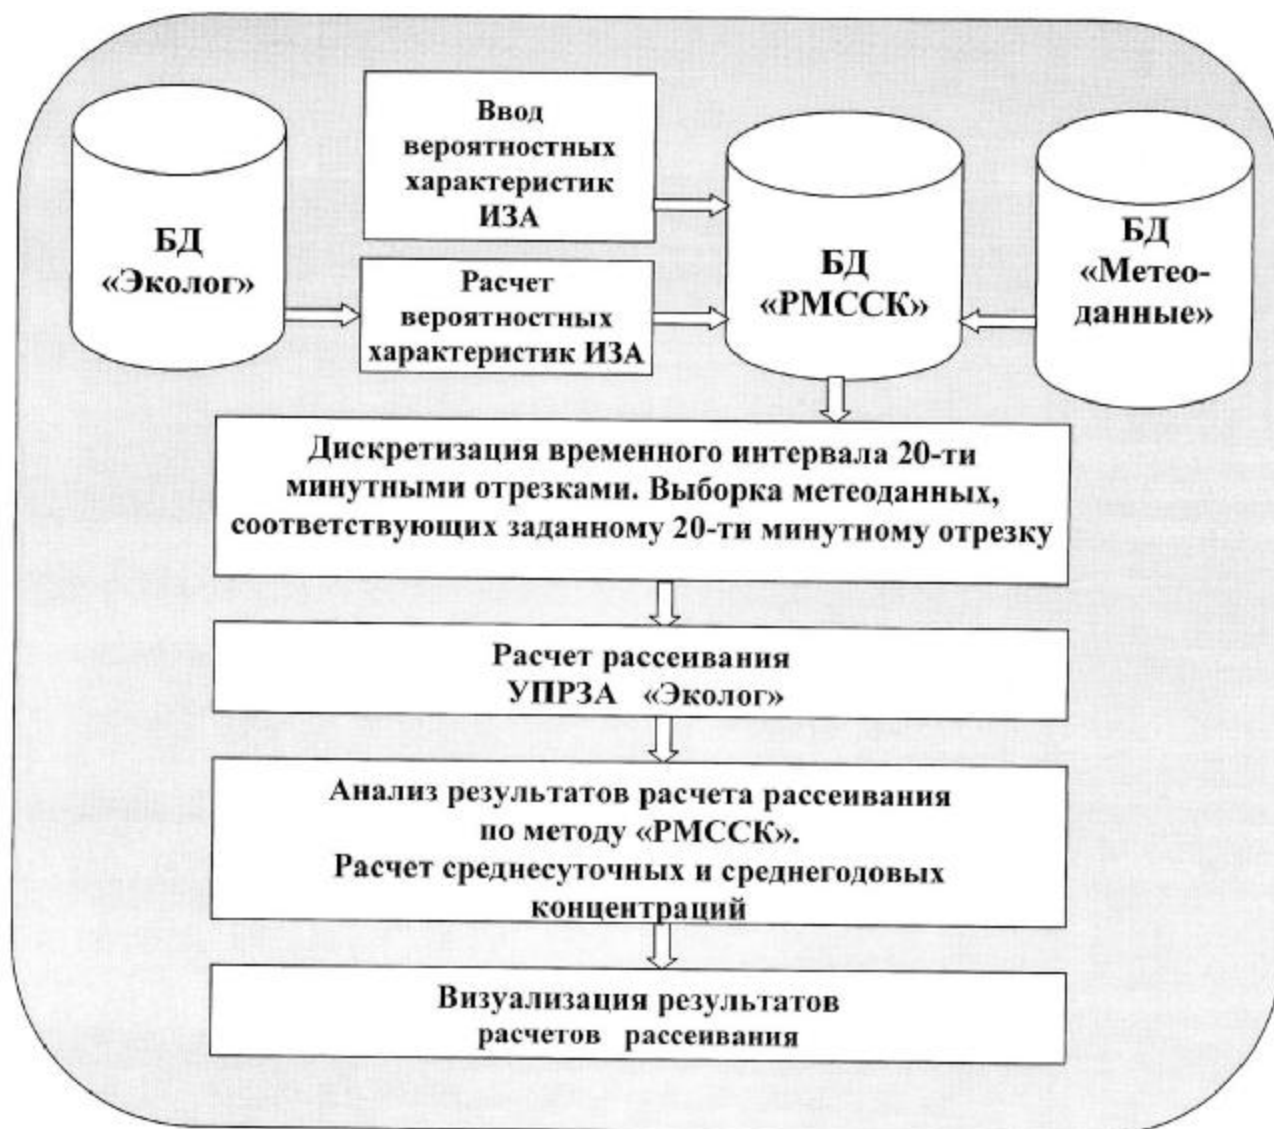 БД
«Эколог»
Ввод
вероятностных
характеристик
ИЗА
Расчет
вероятностных
характеристик ИЗА
БД
«РМССК»
БД
«Метео-
данные»
Дискретизация временного интервала 20-ти
минутными отрезками. Выборка метеоданных,
соответствующих заданному 20-ти минутному отрезку
Расчет рассеивания
УПРЗА «Эколог»
Анализ результатов расчета рассеивания
по методу «РМССК».
Расчет среднесуточных и среднегодовых
концентраций
Визуализация результатов
расчетов рассеивания